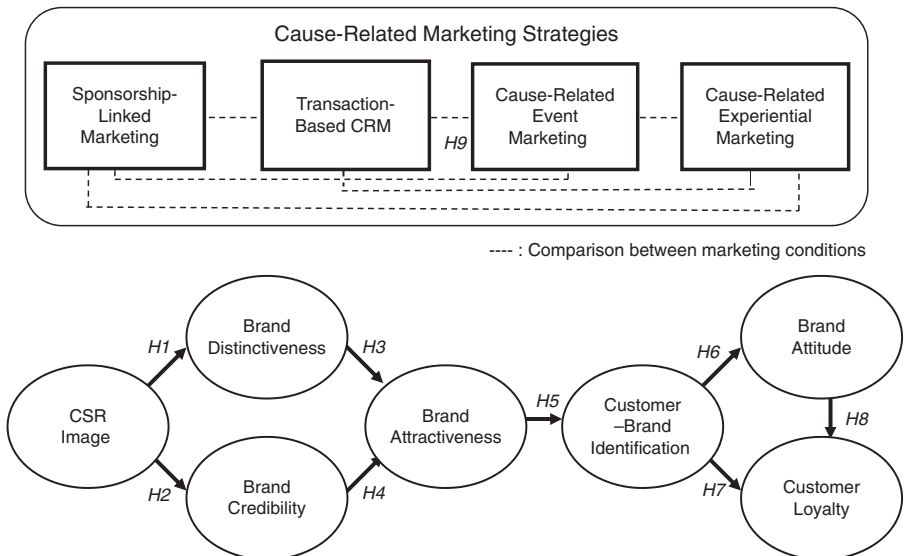 Cause-Related Marketing Strategies
Sponsorship-
Linked
Marketing
Transaction-
Based CRM
Cause-Related
Event
Marketing
Cause-Related
Experiential
Marketing
H9
---- : Comparison between marketing conditions
CSR
Image
H1
H2
Brand
Distinctiveness
Brand
Credibility
H3
H4
Brand
Attractiveness
H5
Customer
–Brand
Identification
H6
H7
Brand
Attitude
H8
Customer
Loyalty